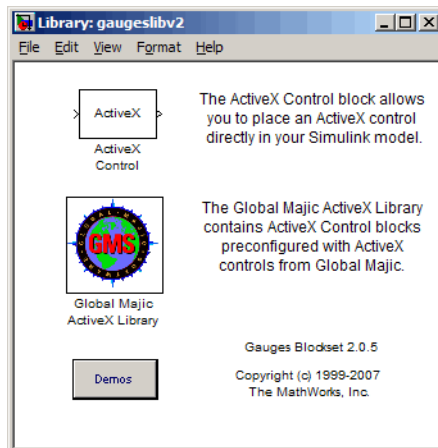 Library: gaugeslibv2
File Edit View Format Help
ActiveX
ActiveX
Control
The ActiveX Control block allows
you to place an ActiveX control
directly in your Simulink model.
GLOBAL MAJIC
GMS
Global Majic
ActiveX Library
The Global Majic ActiveX Library
contains ActiveX Control blocks
preconfigured with ActiveX
controls from Global Majic.
Demos
Gauges Blockset 2.0.5
Copyright (c) 1999-2007
The MathWorks, Inc.